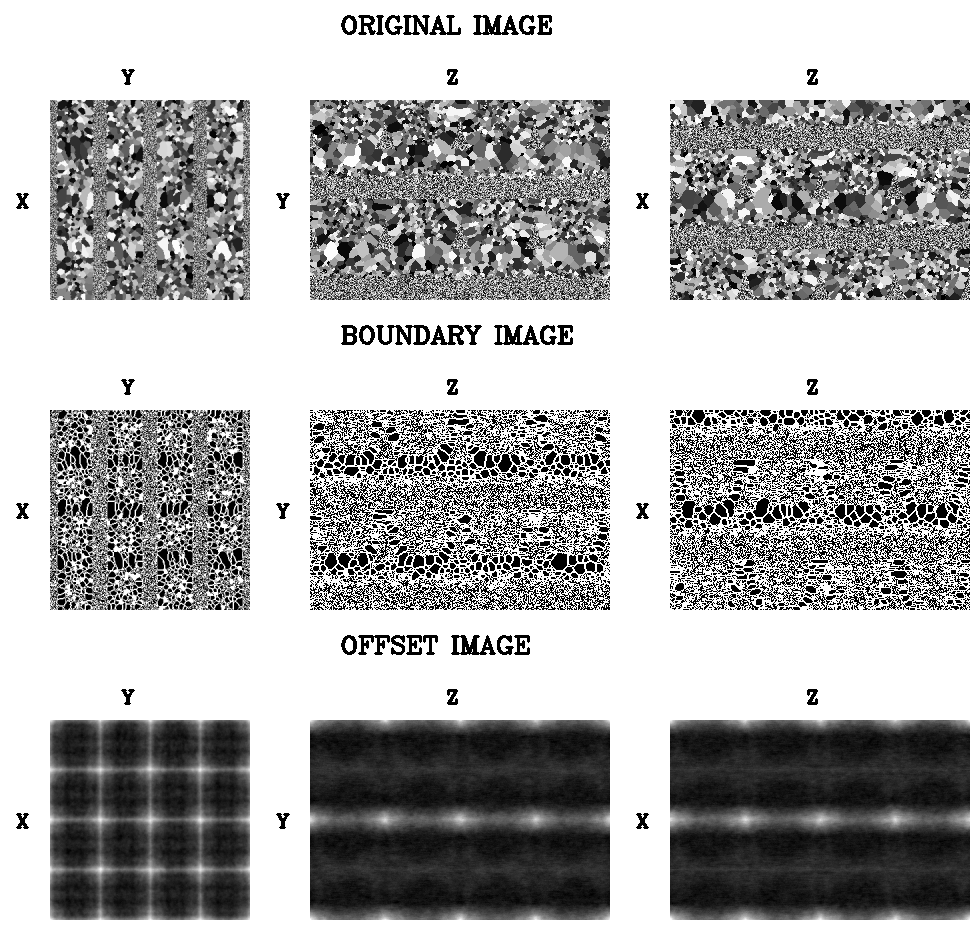 ORIGINAL IMAGE
Y Z Z
X Y X
BOUNDARY IMAGE
Y Z Z
X Y X
OFFSET IMAGE
Y Z Z
X Y X